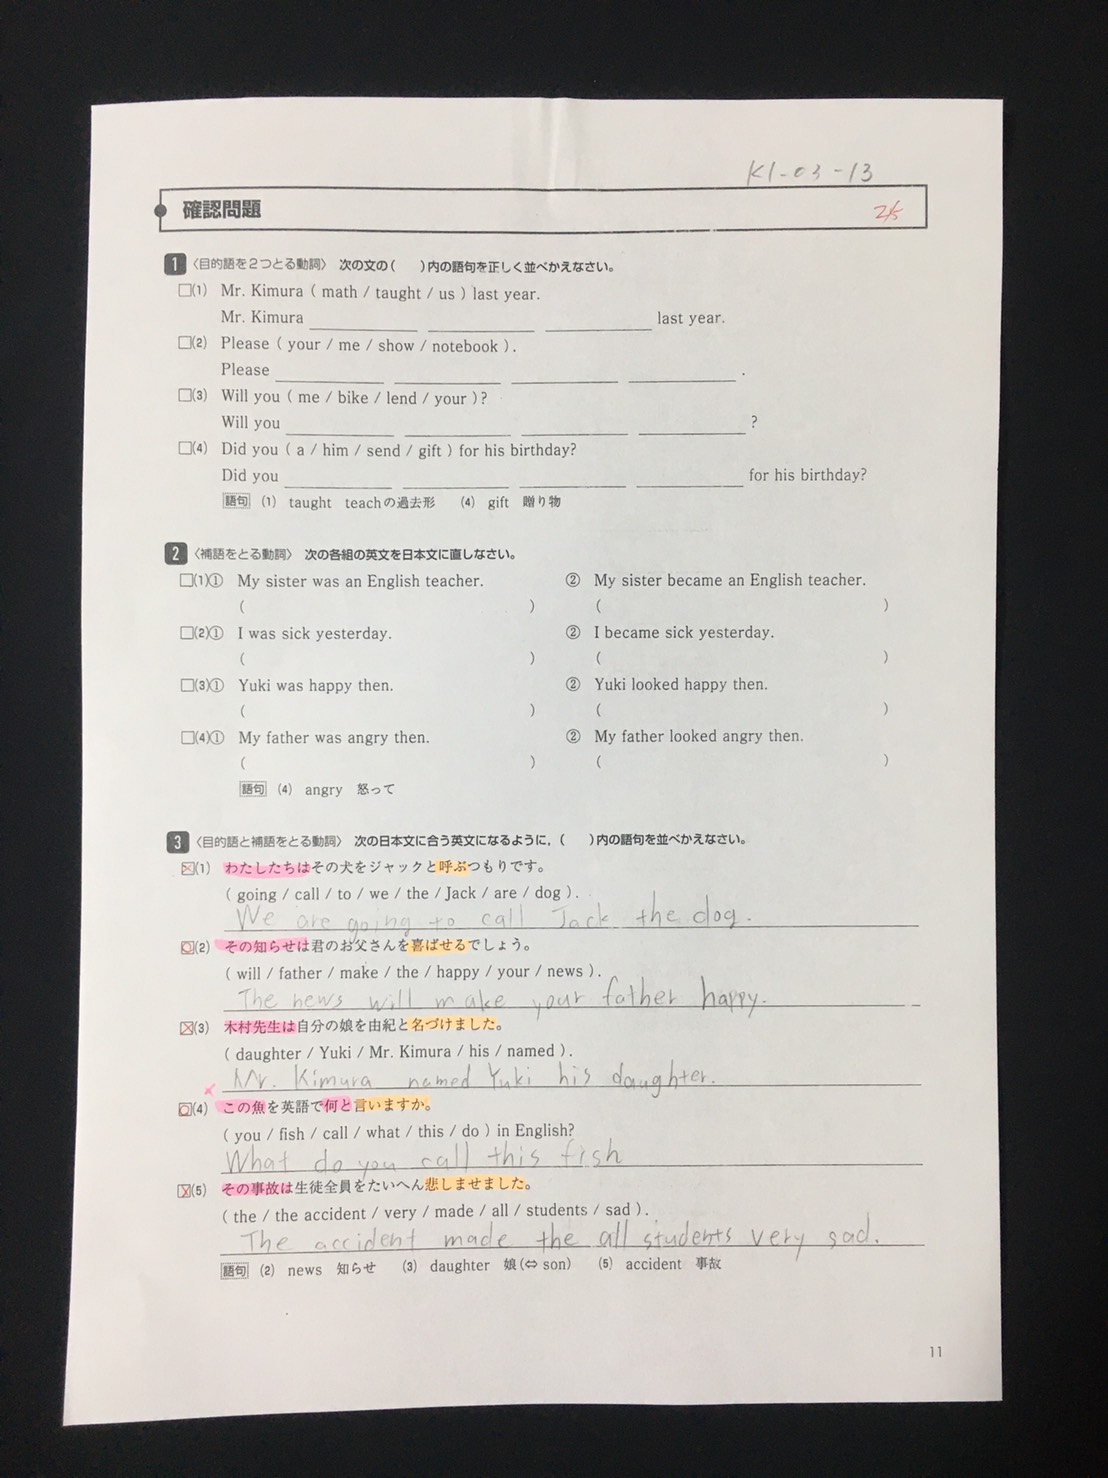 K1-03-13
確認問題
2/5
1 〈目的語を2つとる動詞〉 次の文の( )内の語句を正しく並べかえなさい。
□(1) Mr. Kimura ( math / taught / us ) last year.
Mr. Kimura ______ ______ ______ last year.
□(2) Please ( your / me / show / notebook ).
Please ______ ______ ______ ______ .
□(3) Will you ( me / bike / lend / your )?
Will you ______ ______ ______ ______ ?
□(4) Did you ( a / him / send / gift ) for his birthday?
Did you ______ ______ ______ ______ for his birthday?
語句 (1) taught teachの過去形 (4) gift 贈り物
2 〈補語をとる動詞〉 次の各組の英文を日本文に直しなさい。
□(1)① My sister was an English teacher. ② My sister became an English teacher.
( ) ( )
□(2)① I was sick yesterday. ② I became sick yesterday.
( ) ( )
□(3)① Yuki was happy then. ② Yuki looked happy then.
( ) ( )
□(4)① My father was angry then. ② My father looked angry then.
( ) ( )
語句 (4) angry 怒って
3 〈目的語と補語をとる動詞〉 次の日本文に合う英文になるように,( )内の語句を並べかえなさい。
□(1) わたしたちはその犬をジャックと呼ぶつもりです。
( going / call / to / we / the / Jack / are / dog ).
We are going to call Jack the dog.
□(2) その知らせは君のお父さんを喜ばせるでしょう。
( will / father / make / the / happy / your / news ).
The news will make your father happy.
□(3) 木村先生は自分の娘を由紀と名づけました。
( daughter / Yuki / Mr. Kimura / his / named ).
Mr. Kimura named Yuki his daughter.
□(4) この魚を英語で何と言いますか。
( you / fish / call / what / this / do ) in English?
What do you call this fish
□(5) その事故は生徒全員をたいへん悲しませました。
( the / the accident / very / made / all / students / sad ).
The accident made the all students very sad.
語句 (2) news 知らせ (3) daughter 娘(⇔ son) (5) accident 事故
11